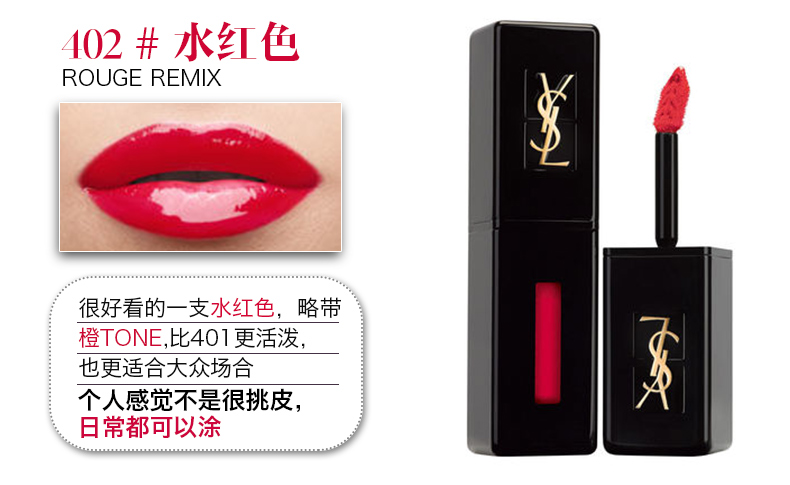 402 # 水红色
ROUGE REMIX
很好看的一支水红色，略带
橙TONE,比401更活泼，
也更适合大众场合
个人感觉不是很挑皮，
日常都可以涂
YSL
YSL